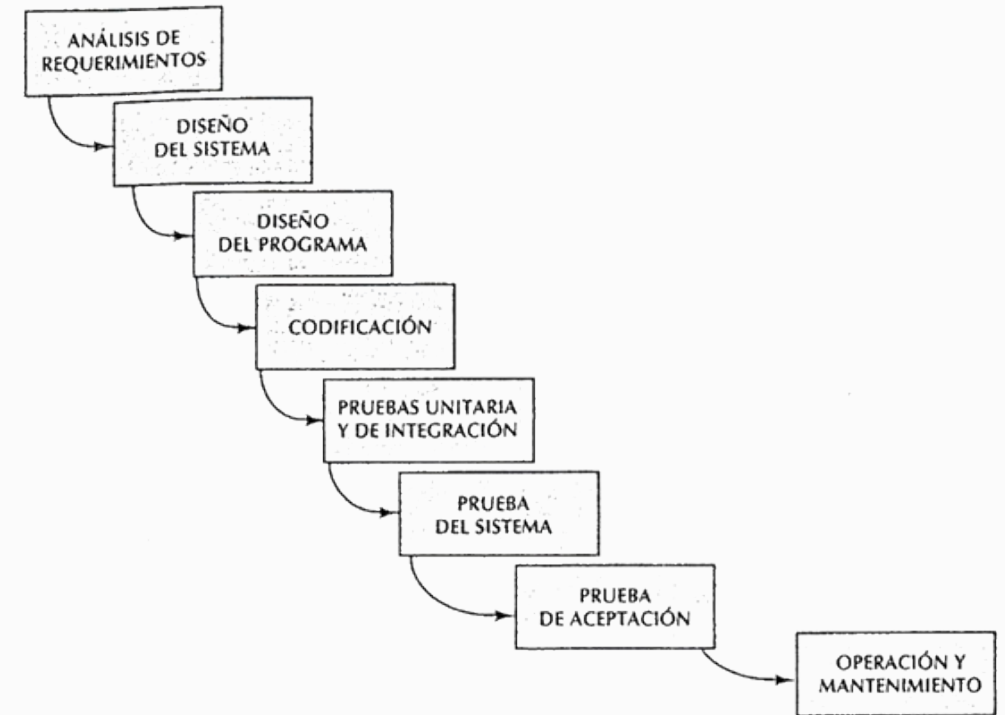 ANÁLISIS DE
REQUERIMIENTOS
DISEÑO
DEL SISTEMA
DISEÑO
DEL PROGRAMA
CODIFICACIÓN
PRUEBAS UNITARIA
Y DE INTEGRACIÓN
PRUEBA
DEL SISTEMA
PRUEBA
DE ACEPTACIÓN
OPERACIÓN Y
MANTENIMIENTO